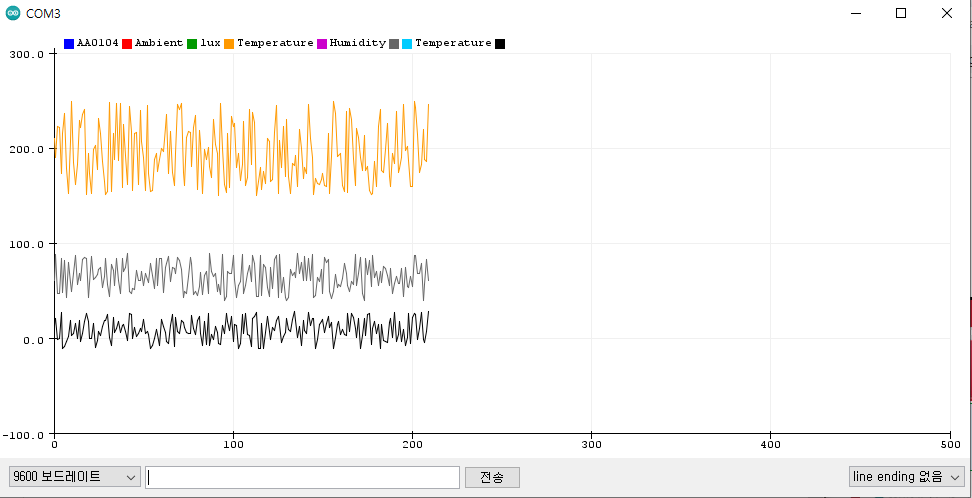 COM3
AA0104 Ambient lux Temperature Humidity Temperature
300.0
200.0
100.0
0.0
-100.0
0 100 200 300 400 500
9600 보드레이트 전송 line ending 없음